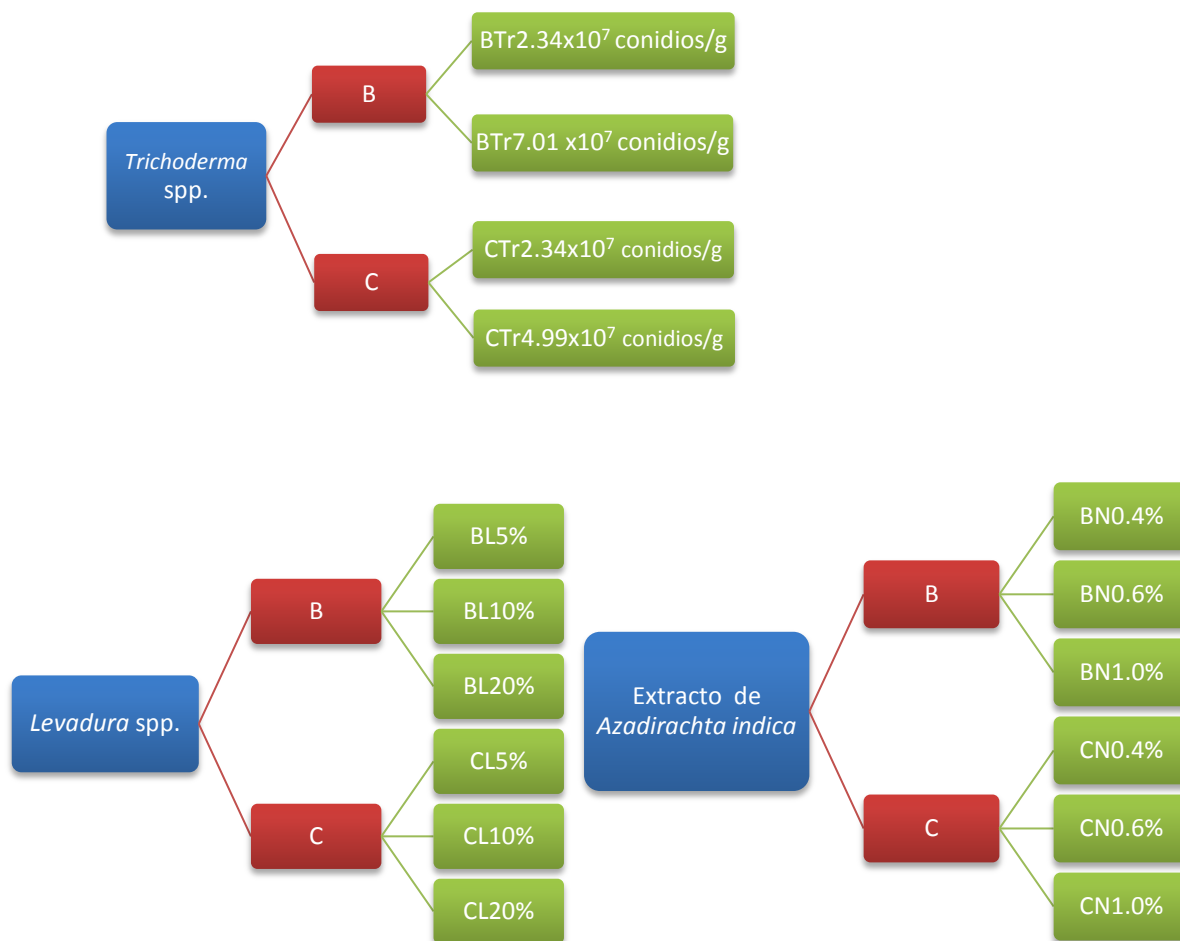 Trichoderma
spp.
B
BTr2.34x10⁷ conidios/g
BTr7.01 x10⁷ conidios/g
C
CTr2.34x10⁷ conidios/g
CTr4.99x10⁷ conidios/g
Levadura spp.
B
BL5%
BL10%
BL20%
C
CL5%
CL10%
CL20%
Extracto de
Azadirachta indica
B
BN0.4%
BN0.6%
BN1.0%
C
CN0.4%
CN0.6%
CN1.0%